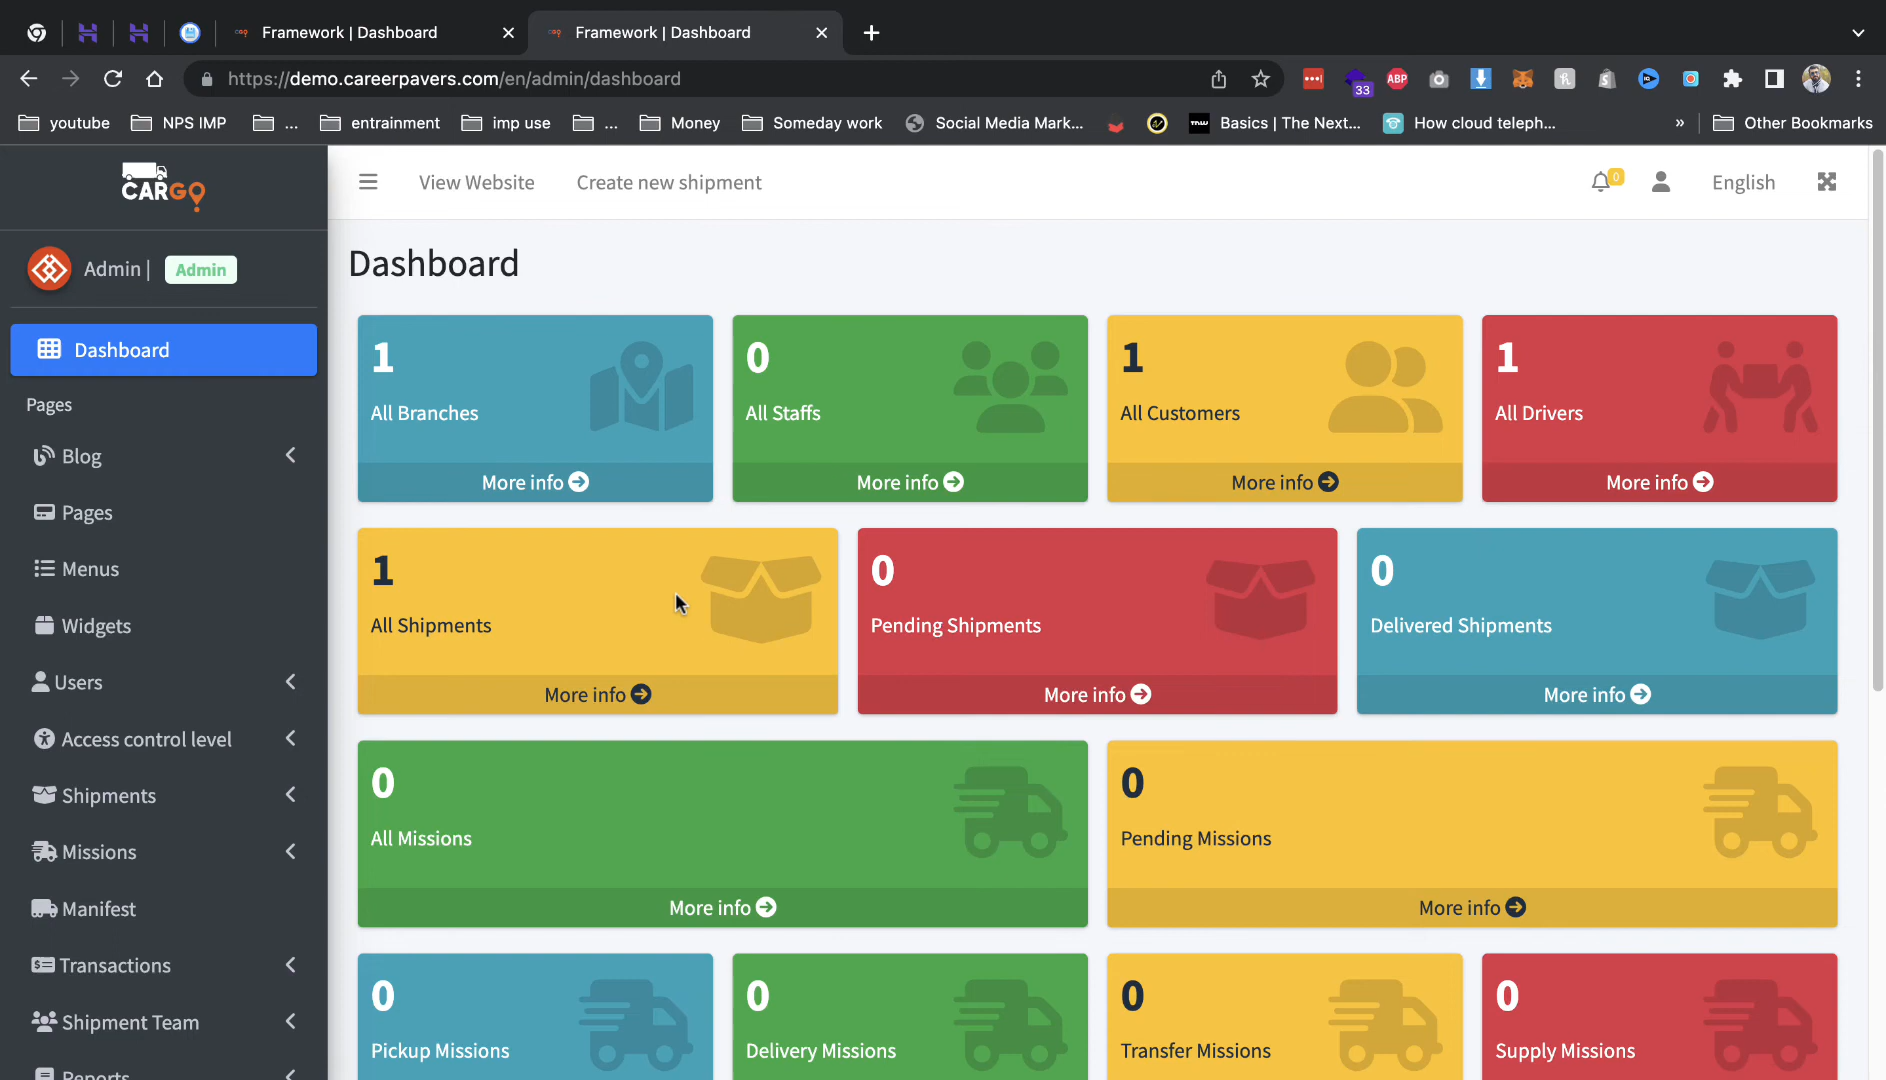 Framework | Dashboard
Framework | Dashboard
https://demo.careerpavers.com/en/admin/dashboard
33
ABP
youtube
NPS IMP
...
entrainment
imp use
...
Money
Someday work
Social Media Mark...
TNW
Basics | The Next...
How cloud teleph...
»
Other Bookmarks
CARGO
View Website
Create new shipment
0
English
Admin |
Admin
Dashboard
Dashboard
Pages
Blog
Pages
Menus
Widgets
Users
Access control level
Shipments
Missions
Manifest
Transactions
Shipment Team
Reports
1
All Branches
More info
0
All Staffs
More info
1
All Customers
More info
1
All Drivers
More info
1
All Shipments
More info
0
Pending Shipments
More info
0
Delivered Shipments
More info
0
All Missions
More info
0
Pending Missions
More info
0
Pickup Missions
0
Delivery Missions
0
Transfer Missions
0
Supply Missions